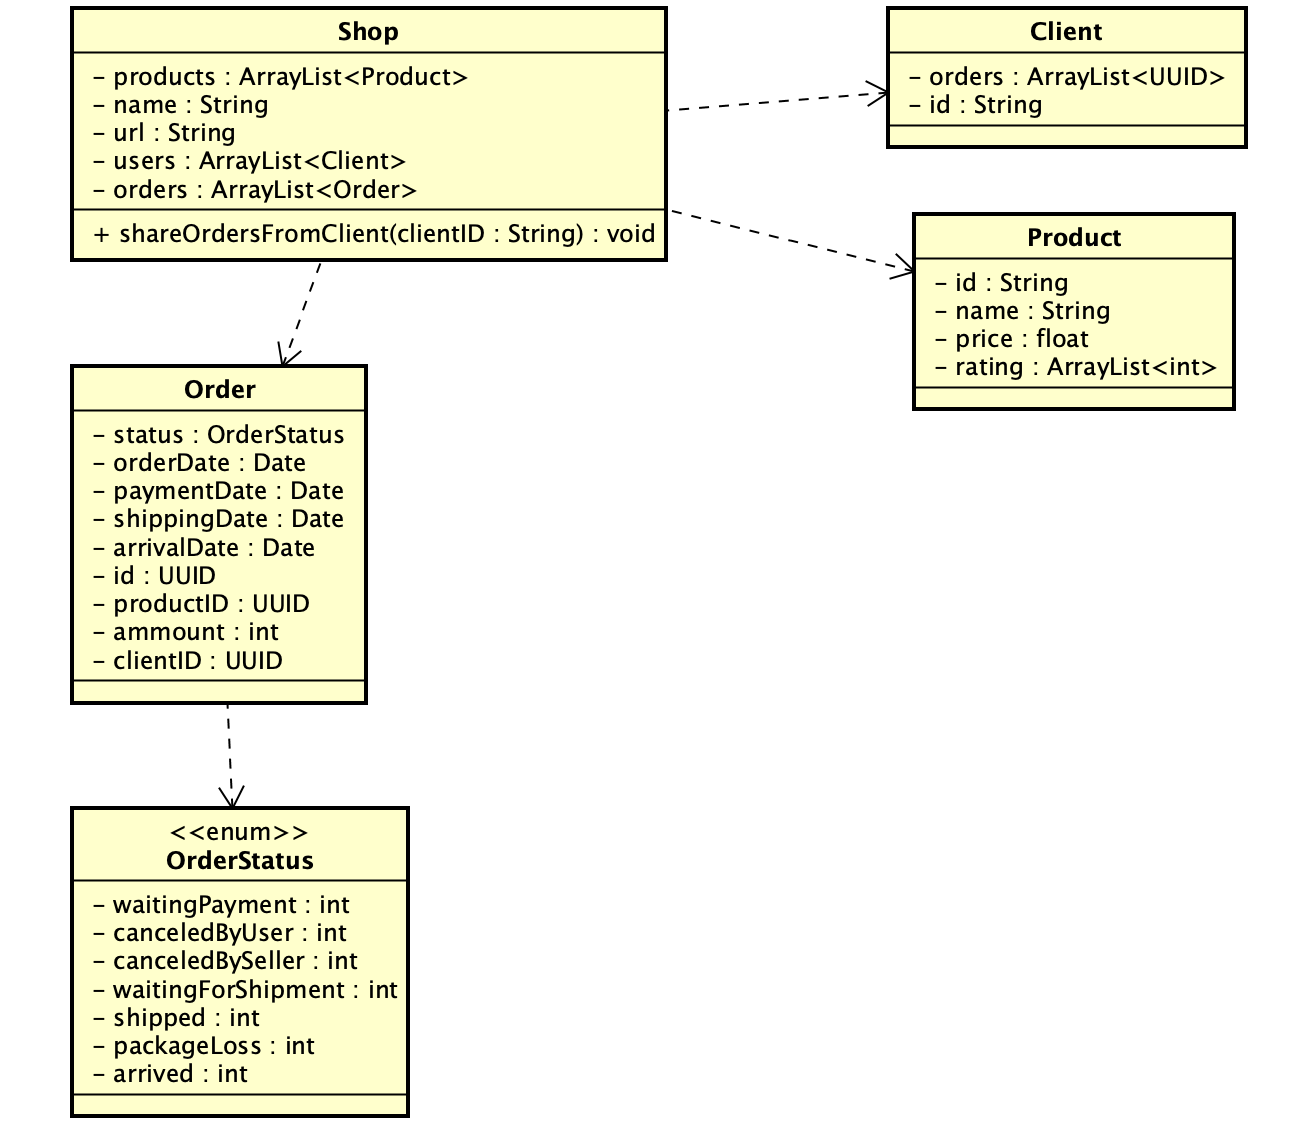 Shop
- products : ArrayList<Product>
- name : String
- url : String
- users : ArrayList<Client>
- orders : ArrayList<Order>
+ shareOrdersFromClient(clientID : String) : void
Client
- orders : ArrayList<UUID>
- id : String
Product
- id : String
- name : String
- price : float
- rating : ArrayList<int>
Order
- status : OrderStatus
- orderDate : Date
- paymentDate : Date
- shippingDate : Date
- arrivalDate : Date
- id : UUID
- productID : UUID
- ammount : int
- clientID : UUID
<<enum>>
OrderStatus
- waitingPayment : int
- canceledByUser : int
- canceledBySeller : int
- waitingForShipment : int
- shipped : int
- packageLoss : int
- arrived : int